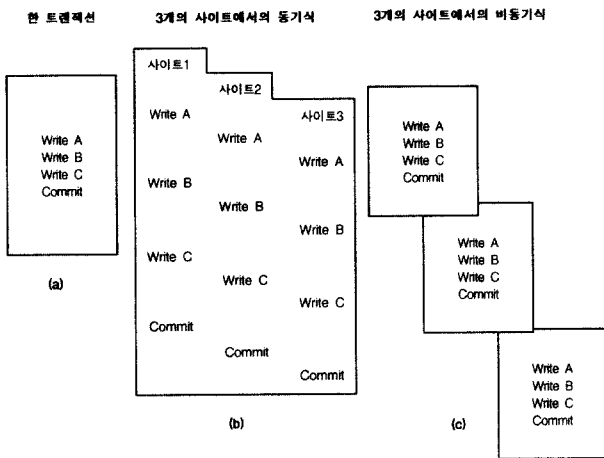 한 트랜잭션
3개의 사이트에서의 동기식
3개의 사이트에서의 비동기식
Write A
Write B
Write C
Commit
(a)
사이트1
사이트2
사이트3
Write A
Write A
Write A
Write B
Write B
Write B
Write C
Write C
Write C
Commit
Commit
Commit
(b)
Write A
Write B
Write C
Commit
Write A
Write B
Write C
Commit
Write A
Write B
Write C
Commit
(c)